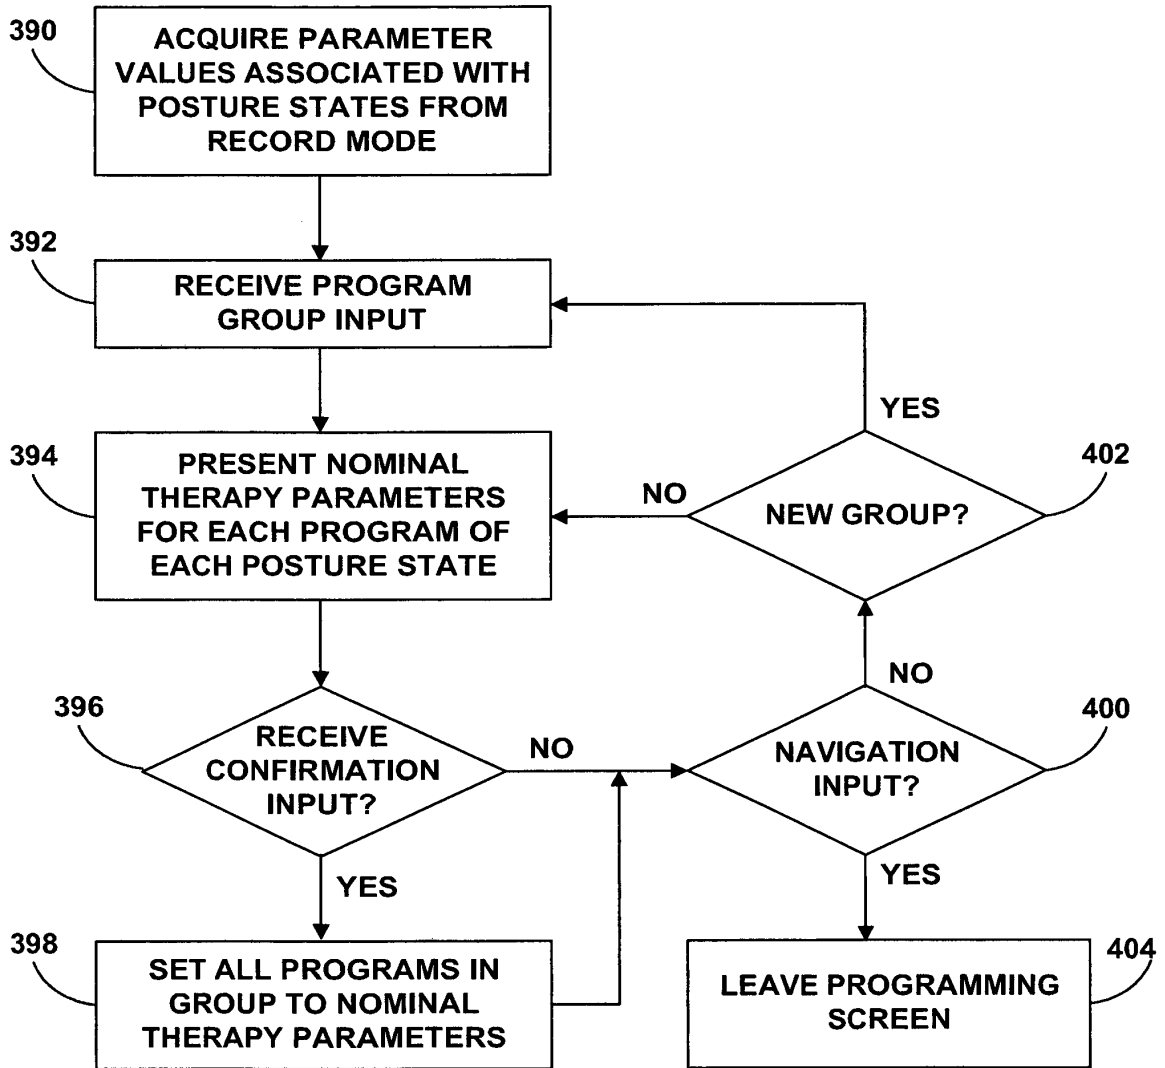 390
ACQUIRE PARAMETER
VALUES ASSOCIATED WITH
POSTURE STATES FROM
RECORD MODE
392
RECEIVE PROGRAM
GROUP INPUT
394
PRESENT NOMINAL
THERAPY PARAMETERS
FOR EACH PROGRAM OF
EACH POSTURE STATE
YES
402
NO
NEW GROUP?
396
RECEIVE
CONFIRMATION
INPUT?
NO
YES
NO
400
NAVIGATION
INPUT?
YES
398
SET ALL PROGRAMS IN
GROUP TO NOMINAL
THERAPY PARAMETERS
404
LEAVE PROGRAMMING
SCREEN